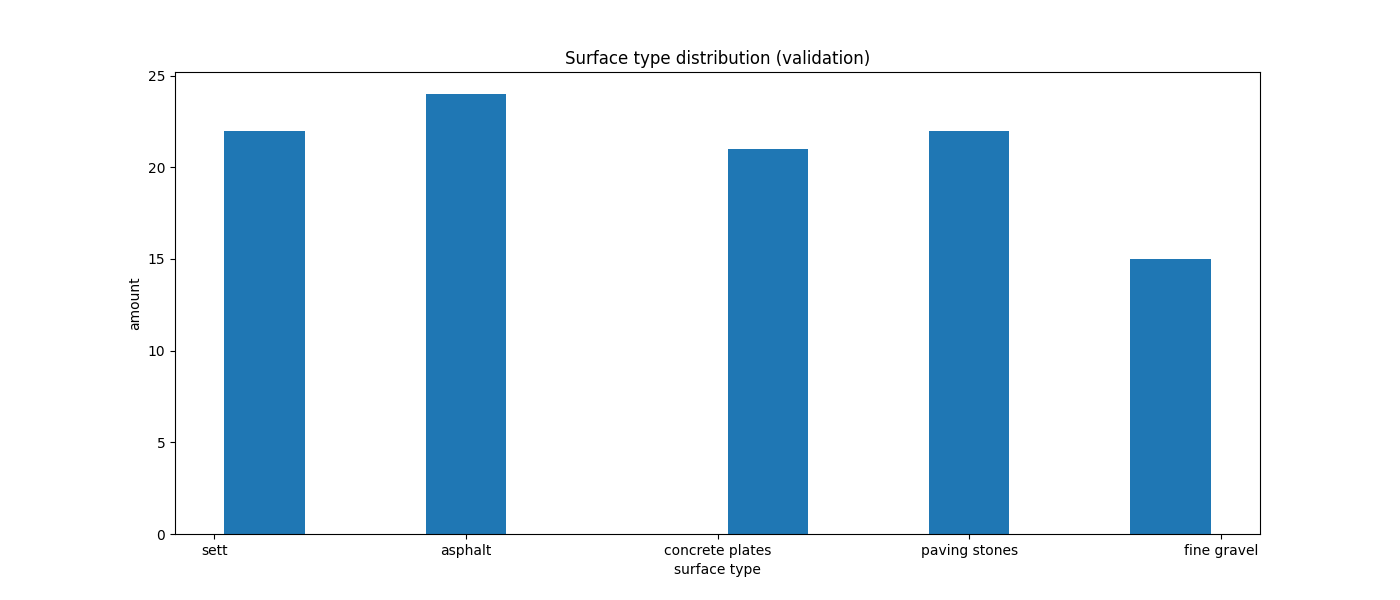 Surface type distribution (validation)
25
20
15
10
5
0
amount
sett
asphalt
concrete plates
paving stones
fine gravel
surface type